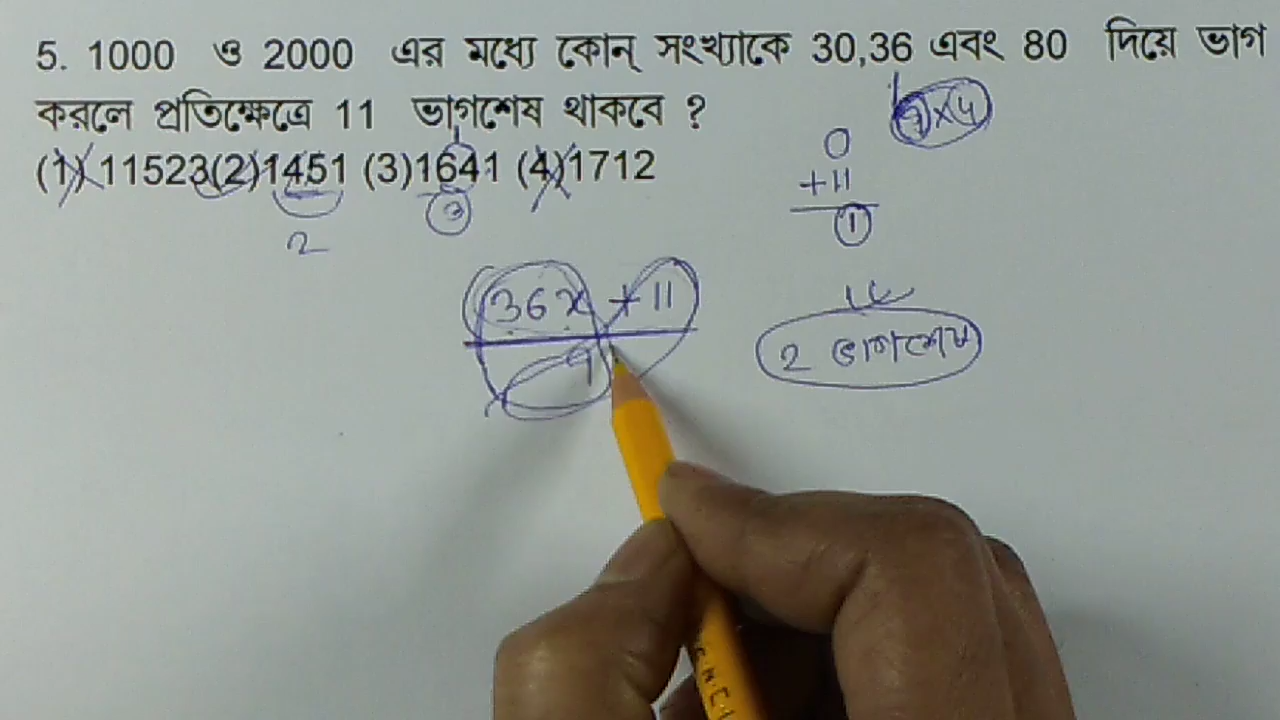 5. 1000 ও 2000 এর মধ্যে কোন্ সংখ্যাকে 30,36 এবং 80 দিয়ে ভাগ
করলে প্রতিক্ষেত্রে 11 ভাগশেষ থাকবে ?
(1) 11523(2)1451 (3)1641 (4)1712
9×4
0
+11
1
2
3
36x + 11
9
2 ভাগশেষ